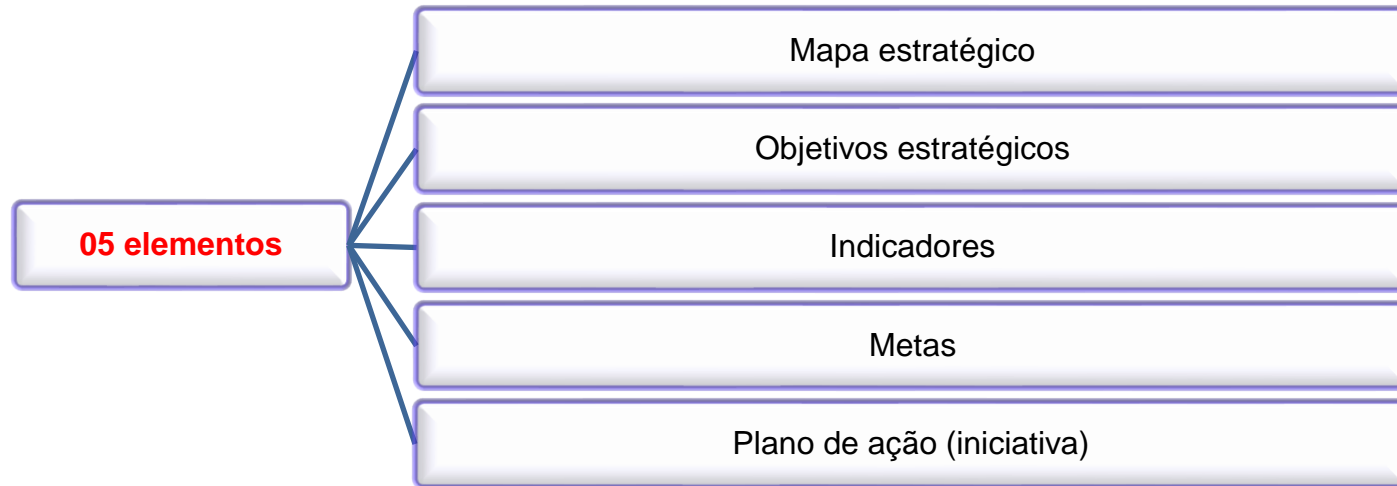 Mapa estratégico
Objetivos estratégicos
05 elementos
Indicadores
Metas
Plano de ação (iniciativa)